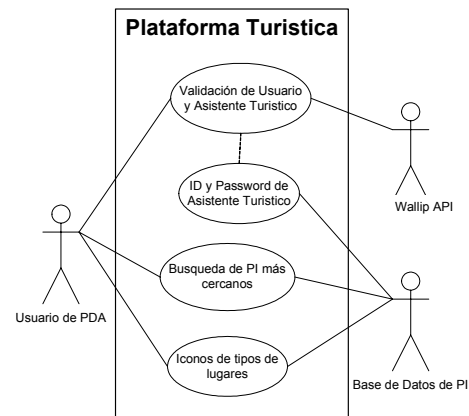 Plataforma Turistica
Validación de Usuario
y Asistente Turistico
Wallip API
ID y Password de
Asistente Turistico
Usuario de PDA
Busqueda de PI más
cercanos
Iconos de tipos de
lugares
Base de Datos de PI